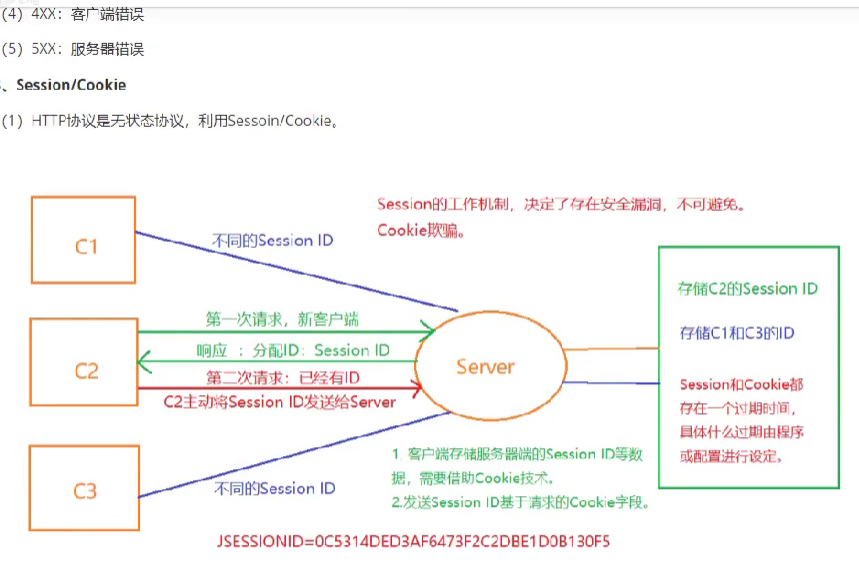 (4) 4XX：客户端错误
(5) 5XX：服务器错误
、Session/Cookie
(1) HTTP协议是无状态协议，利用Sessoin/Cookie。
Session的工作机制，决定了存在安全漏洞，不可避免。
Cookie欺骗。
C1
不同的Session ID
存储C2的Session ID
第一次请求，新客户端
存储C1和C3的ID
响应 ：分配ID：Session ID
C2
Server
第二次请求：已经有ID
C2主动将Session ID发送给Server
Session和Cookie都
存在一个过期时间，
具体什么过期由程序
或配置进行设定。
1. 客户端存储服务器端的Session ID等数
据，需要借助Cookie技术。
2.发送Session ID基于请求的Cookie字段。
C3
不同的Session ID
JSESSIONID=0C5314DED3AF6473F2C2DBE1D0B130F5